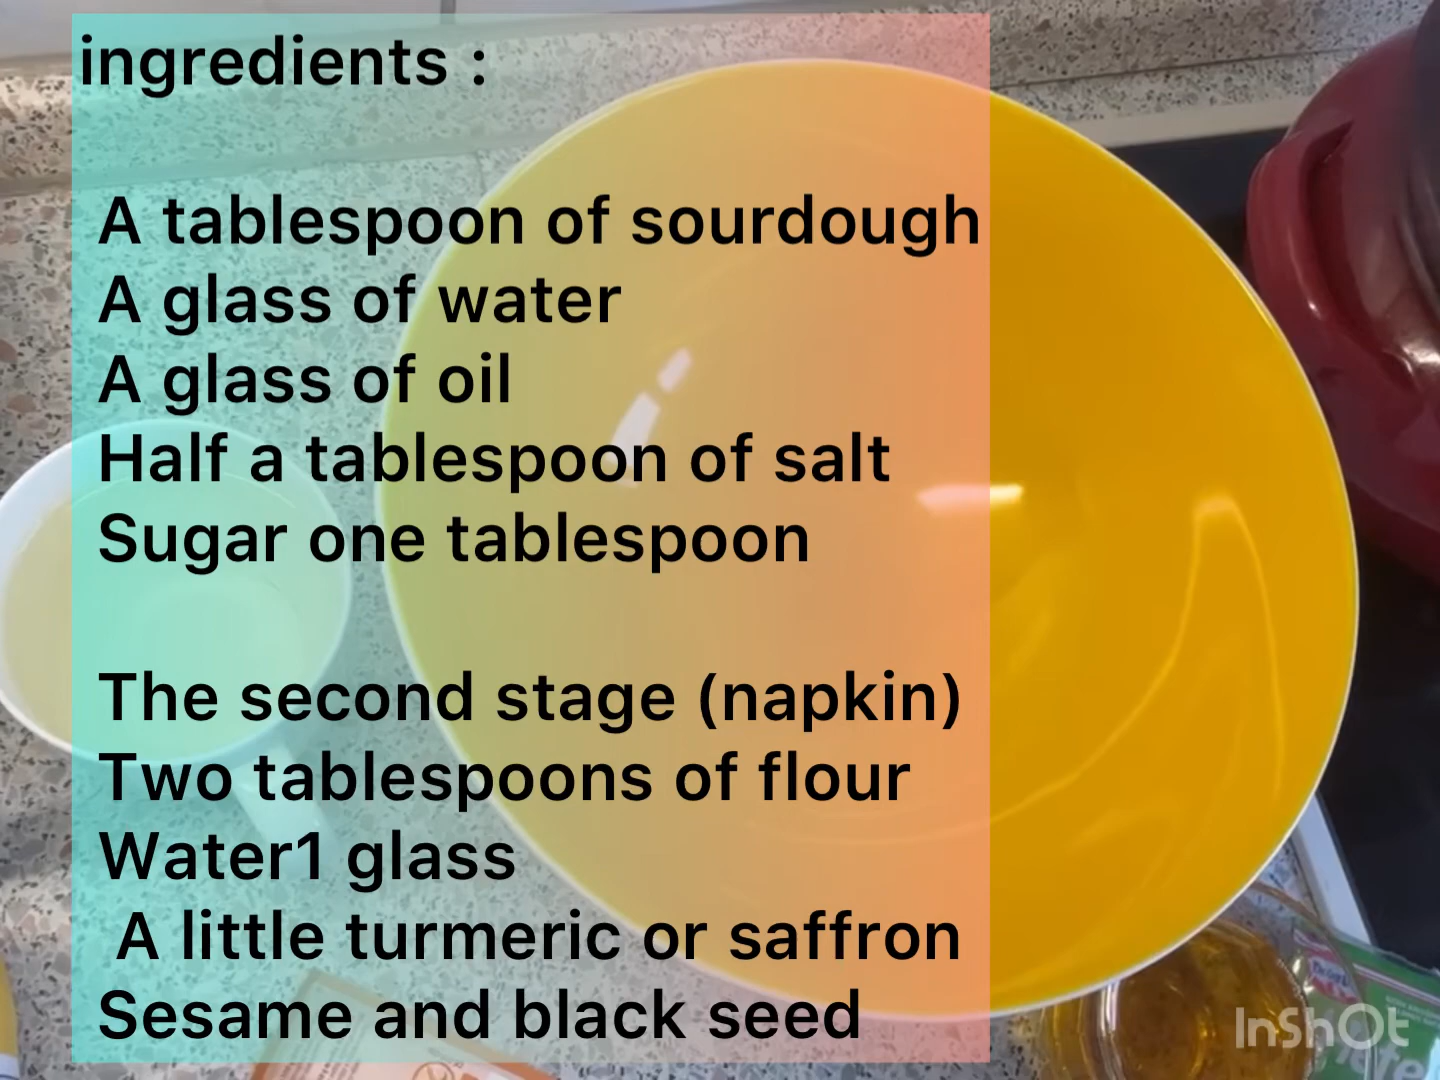 ingredients :
A tablespoon of sourdough
A glass of water
A glass of oil
Half a tablespoon of salt
Sugar one tablespoon
The second stage (napkin)
Two tablespoons of flour
Water1 glass
A little turmeric or saffron
Sesame and black seed
InShOt